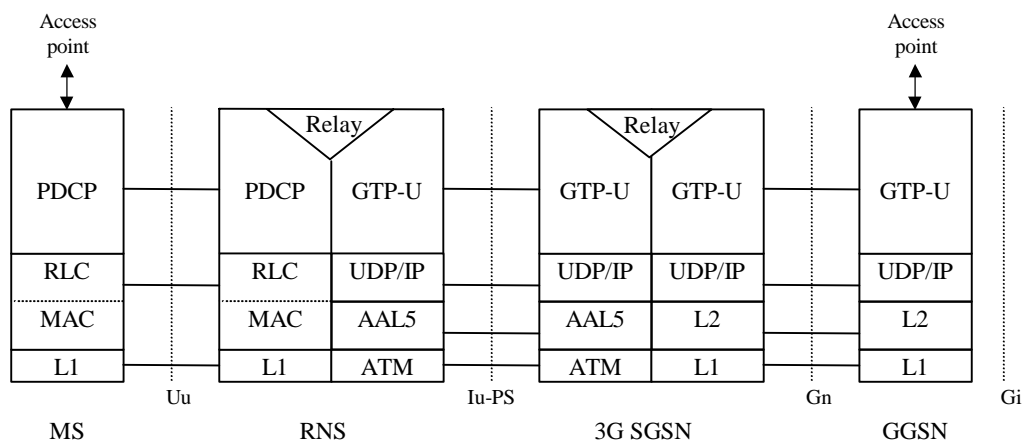 Access
point
Access
point
Relay
Relay
PDCP
PDCP
GTP-U
GTP-U
GTP-U
GTP-U
RLC
RLC
UDP/IP
UDP/IP
UDP/IP
UDP/IP
MAC
MAC
AAL5
AAL5
L2
L2
L1
L1
ATM
ATM
L1
L1
Uu
Iu-PS
Gn
Gi
MS
RNS
3G SGSN
GGSN